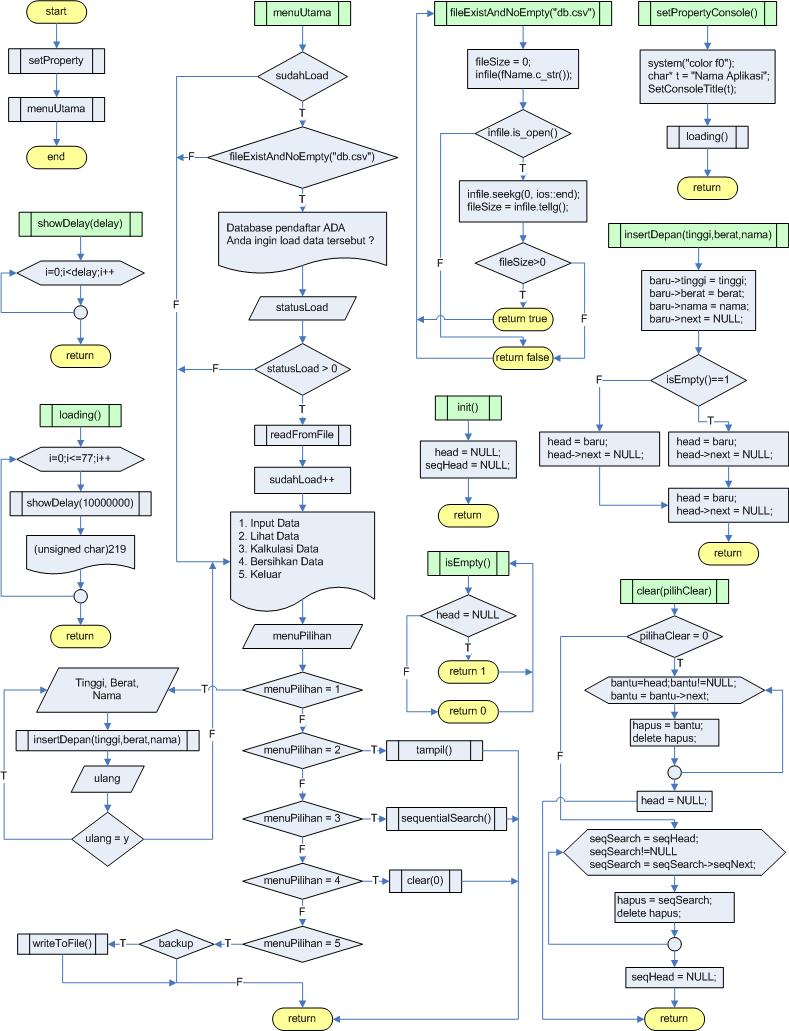 start
setProperty
menuUtama
end
showDelay(delay)
i=0;i<delay;i++
return
loading()
i=0;i<=77;i++
showDelay(10000000)
(unsigned char)219
return
menuUtama
sudahLoad
T
F
fileExistAndNoEmpty("db.csv")
T
Database pendaftar ADA
Anda ingin load data tersebut ?
F
statusLoad
F
statusLoad > 0
T
readFromFile
sudahLoad++
1. Input Data
2. Lihat Data
3. Kalkulasi Data
4. Bersihkan Data
5. Keluar
menuPilihan
Tinggi, Berat,
Nama
T
menuPilihan = 1
F
F
insertDepan(tinggi,berat,nama)
menuPilihan = 2
T
tampil()
T
ulang
F
ulang = y
menuPilihan = 3
T
sequentialSearch()
F
menuPilihan = 4
T
clear(0)
F
writeToFile()
T
backup
T
menuPilihan = 5
F
return
fileExistAndNoEmpty("db.csv")
fileSize = 0;
infile(fName.c_str());
infile.is_open()
T
infile.seekg(0, ios::end);
fileSize = infile.tellg();
F
fileSize>0
T
return true
F
return false
init()
head = NULL;
seqHead = NULL;
return
isEmpty()
head = NULL
T
F
return 1
return 0
setPropertyConsole()
system("color f0");
char* t = "Nama Aplikasi";
SetConsoleTitle(t);
loading()
return
insertDepan(tinggi,berat,nama)
baru->tinggi = tinggi;
baru->berat = berat;
baru->nama = nama;
baru->next = NULL;
F
isEmpty()==1
T
head = baru;
head->next = NULL;
head = baru;
head->next = NULL;
head = baru;
head->next = NULL;
return
clear(pilihClear)
pilihaClear = 0
T
bantu=head;bantu!=NULL;
bantu = bantu->next;
hapus = bantu;
delete hapus;
F
head = NULL;
seqSearch = seqHead;
seqSearch!=NULL
seqSearch = seqSearch->seqNext;
hapus = seqSearch;
delete hapus;
seqHead = NULL;
return